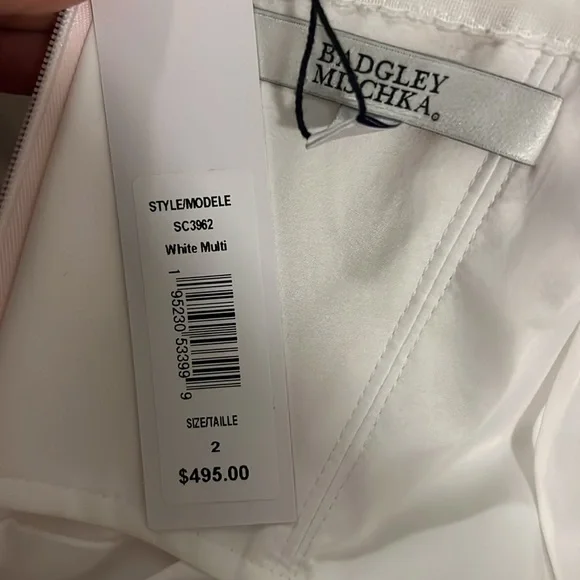 BADGLEY
MISCHKA®
STYLE/MODELE
SC3962
White Multi
1 95230 53399 9
SIZE/TAILLE
2
$495.00